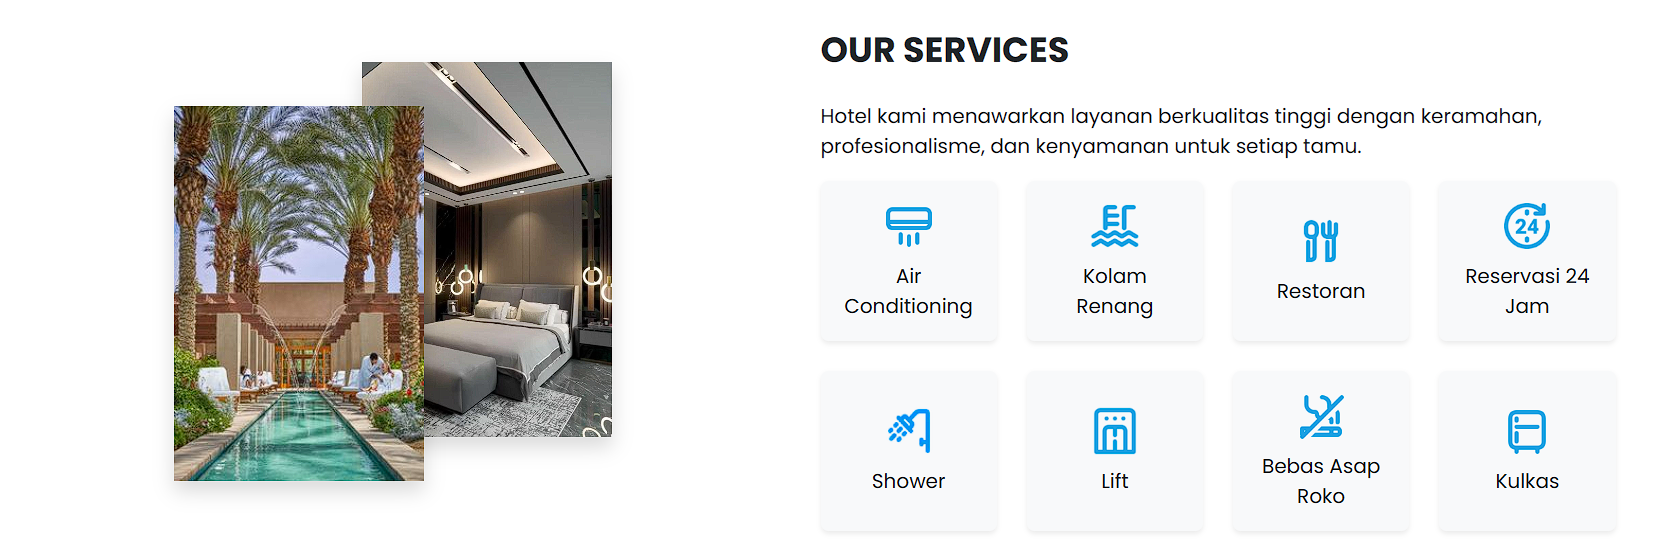 OUR SERVICES
Hotel kami menawarkan layanan berkualitas tinggi dengan keramahan,
profesionalisme, dan kenyamanan untuk setiap tamu.
Air
Conditioning
Kolam
Renang
Restoran
24
Reservasi 24
Jam
Shower
Lift
Bebas Asap
Roko
Kulkas